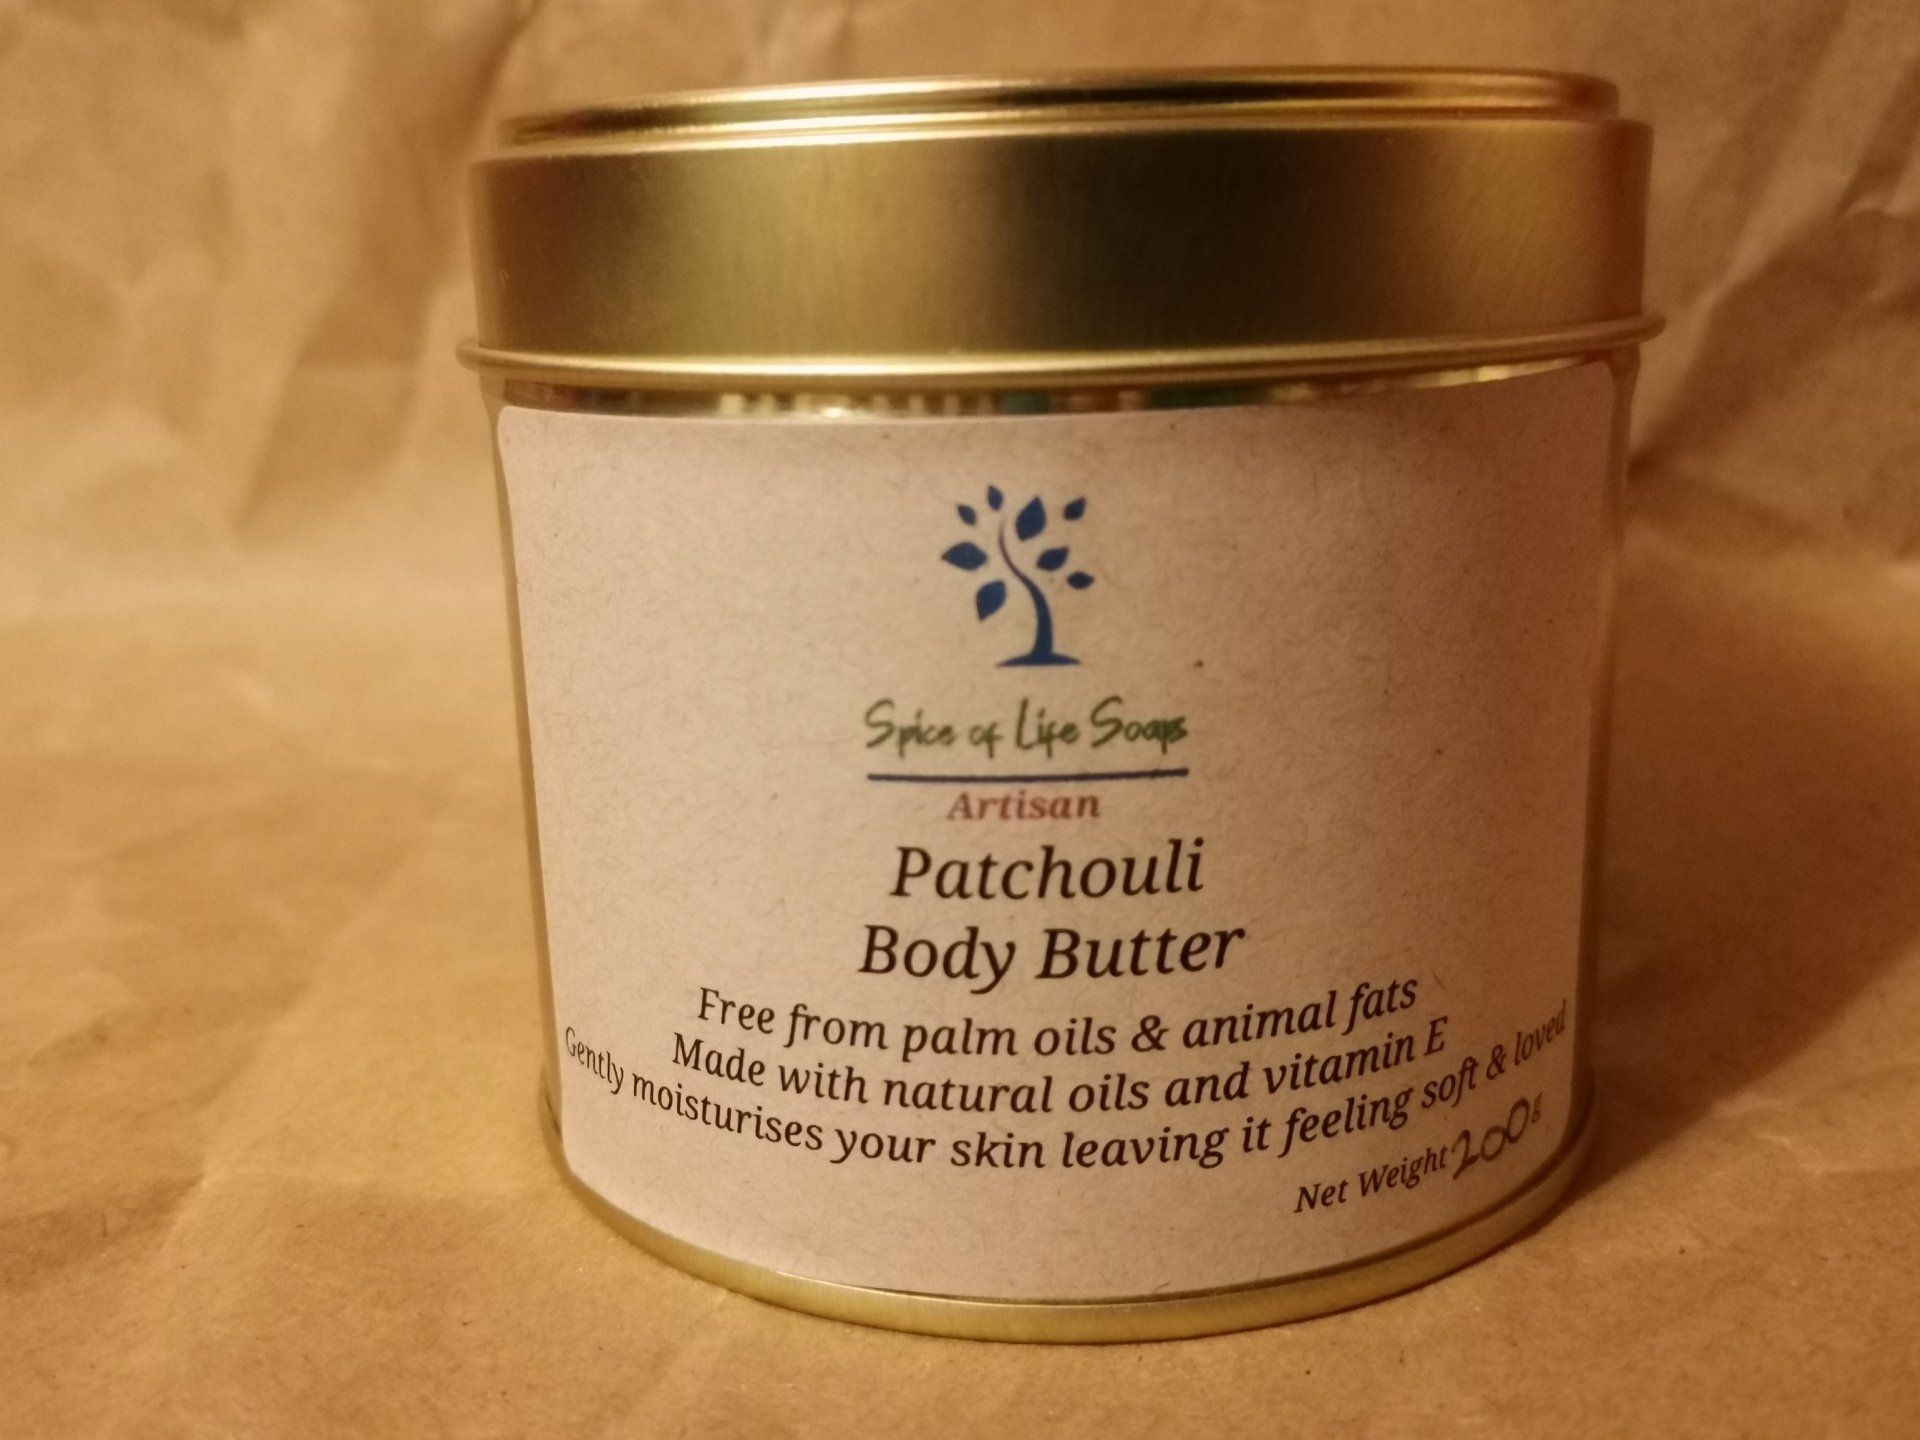 Spice of Life Soaps
Artisan
Patchouli
Body Butter
Free from palm oils & animal fats
Made with natural oils and vitamin E
Gently moisturises your skin leaving it feeling soft & loved
Net Weight 200g